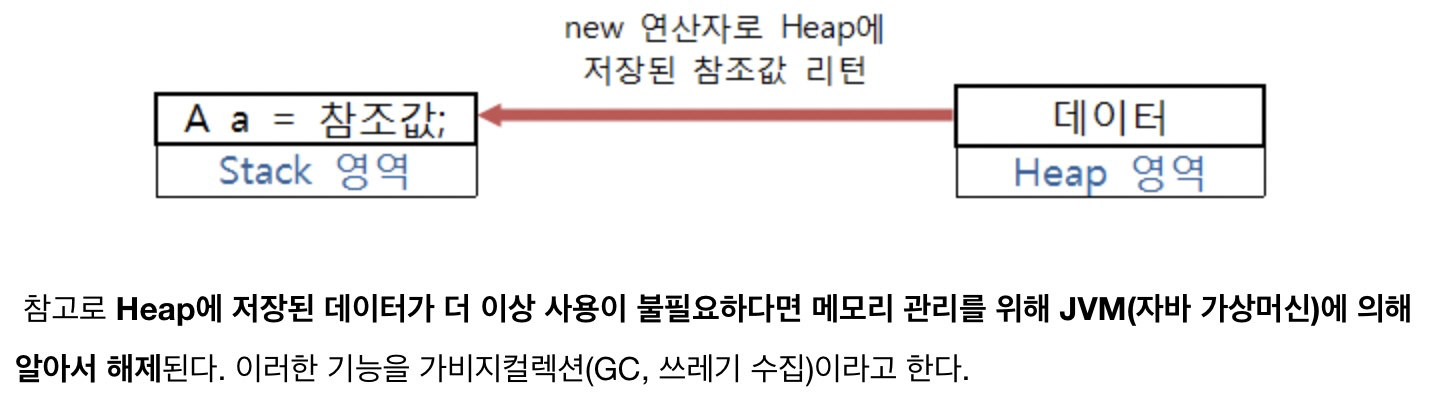 new 연산자로 Heap에
저장된 참조값 리턴
A a = 참조값;
데이터
Stack 영역
Heap 영역
참고로 Heap에 저장된 데이터가 더 이상 사용이 불필요하다면 메모리 관리를 위해 JVM(자바 가상머신)에 의해
알아서 해제된다. 이러한 기능을 가비지컬렉션(GC, 쓰레기 수집)이라고 한다.